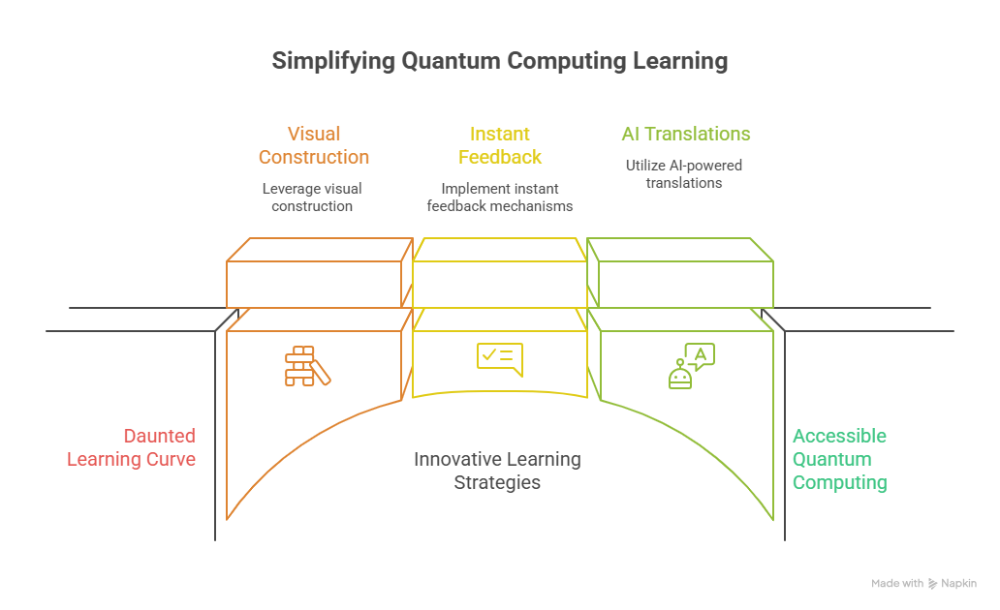 Simplifying Quantum Computing Learning
Visual
Construction
Leverage visual
construction
Instant
Feedback
Implement instant
feedback mechanisms
AI Translations
Utilize AI-powered
translations
A
Daunted
Learning Curve
Innovative Learning
Strategies
Accessible
Quantum
Computing
Made with Napkin